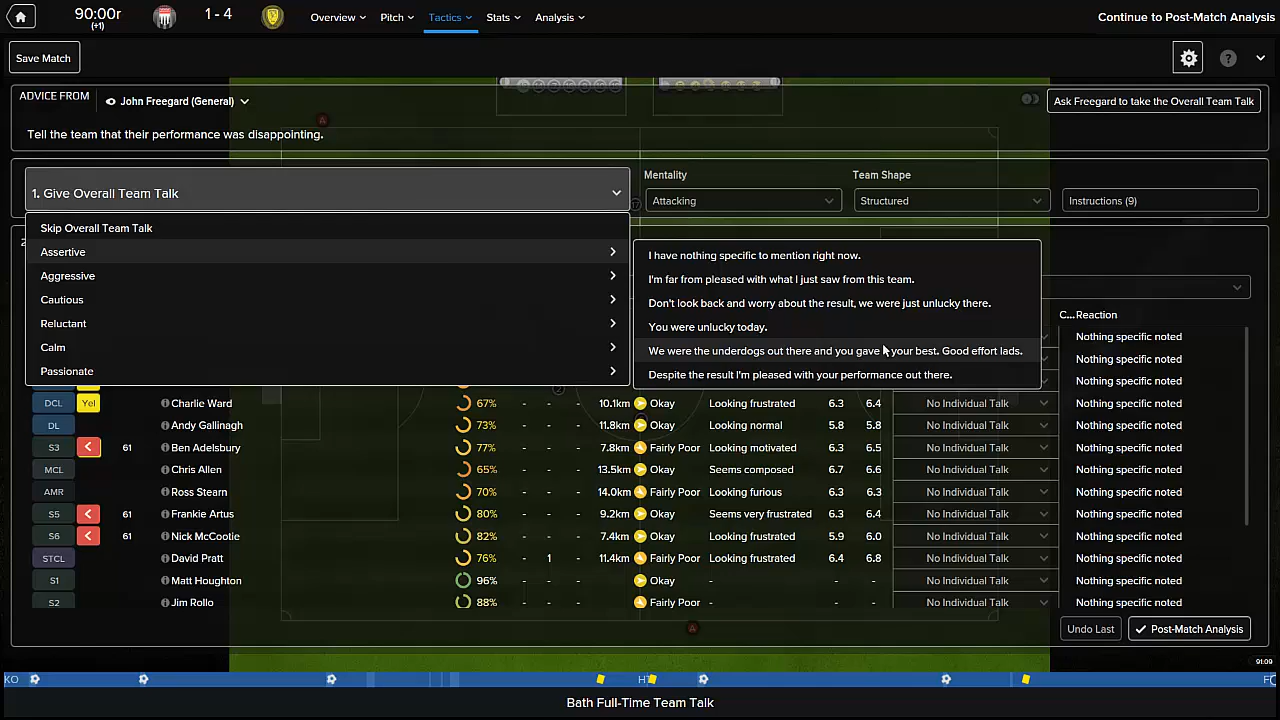 90:00r
(+1)
1 - 4
Overview
Pitch
Tactics
Stats
Analysis
Continue to Post-Match Analysis
Save Match
?
ADVICE FROM
John Freegard (General)
Ask Freegard to take the Overall Team Talk
Tell the team that their performance was disappointing.
1. Give Overall Team Talk
Mentality
Team Shape
Attacking
Structured
Instructions (9)
Skip Overall Team Talk
Assertive
Aggressive
Cautious
Reluctant
Calm
Passionate
I have nothing specific to mention right now.
I'm far from pleased with what I just saw from this team.
Don't look back and worry about the result, we were just unlucky there.
You were unlucky today.
We were the underdogs out there and you gave your best. Good effort lads.
Despite the result I'm pleased with your performance out there.
C... Reaction
Nothing specific noted
Nothing specific noted
Nothing specific noted
DCL Yel Charlie Ward 67% - - 10.1km Okay Looking frustrated 6.3 6.4 No Individual Talk Nothing specific noted
DL Andy Gallinagh 73% - - 11.8km Okay Looking normal 5.8 5.8 No Individual Talk Nothing specific noted
S3 61 Ben Adelsbury 77% - - 7.8km Fairly Poor Looking motivated 6.3 6.5 No Individual Talk Nothing specific noted
MCL Chris Allen 65% - - 13.5km Okay Seems composed 6.7 6.6 No Individual Talk Nothing specific noted
AMR Ross Stearn 70% - - 14.0km Fairly Poor Looking furious 6.3 6.3 No Individual Talk Nothing specific noted
S5 61 Frankie Artus 80% - - 9.2km Okay Seems very frustrated 6.3 6.4 No Individual Talk Nothing specific noted
S6 61 Nick McCootie 82% - - 7.4km Okay Looking frustrated 5.9 6.0 No Individual Talk Nothing specific noted
STCL David Pratt 76% - 1 - 11.4km Fairly Poor Looking frustrated 6.4 6.8 No Individual Talk Nothing specific noted
S1 Matt Houghton 96% - - Okay - - - No Individual Talk Nothing specific noted
S2 Jim Rollo 88% - - Fairly Poor - - - No Individual Talk Nothing specific noted
Undo Last
Post-Match Analysis
91:09
KO
HT
Bath Full-Time Team Talk